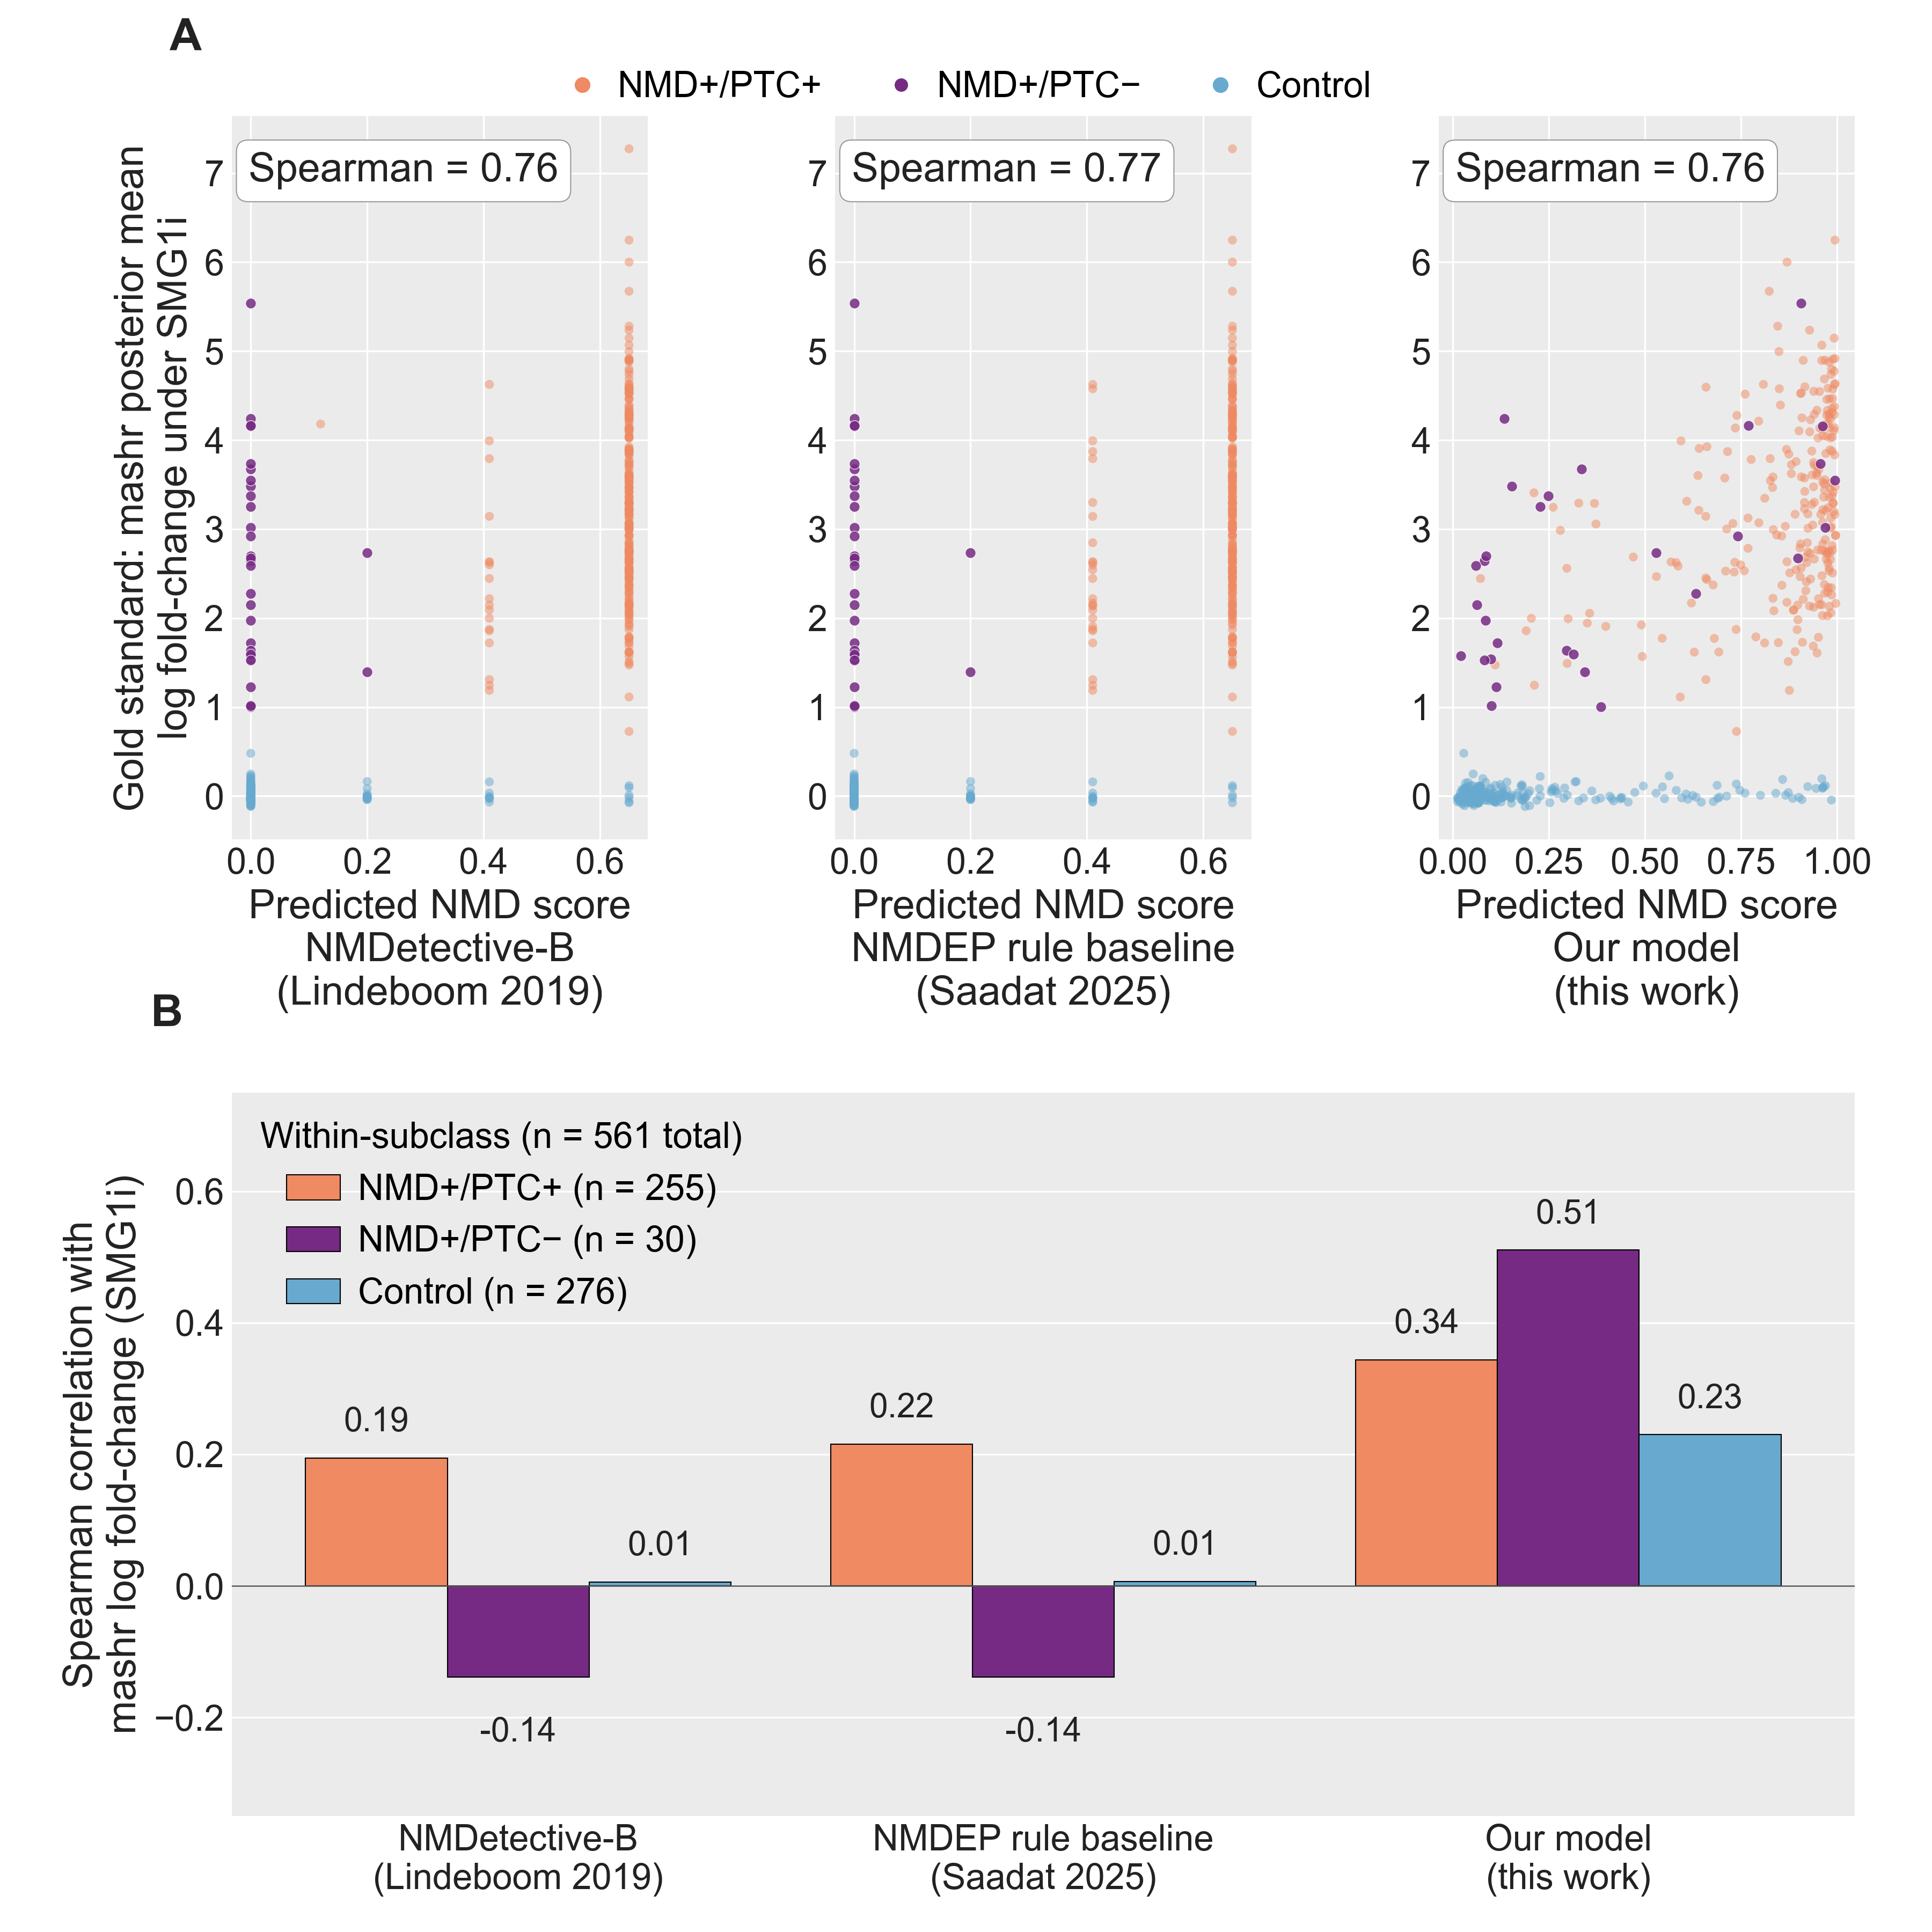 A
NMD+/PTC+ NMD+/PTC− Control
Gold standard: mashr posterior mean
log fold-change under SMG1i
7
6
5
4
3
2
1
0
Spearman = 0.76
0.0 0.2 0.4 0.6
Predicted NMD score
NMDetective-B
(Lindeboom 2019)
7
6
5
4
3
2
1
0
Spearman = 0.77
0.0 0.2 0.4 0.6
Predicted NMD score
NMDEP rule baseline
(Saadat 2025)
7
6
5
4
3
2
1
0
Spearman = 0.76
0.00 0.25 0.50 0.75 1.00
Predicted NMD score
Our model
(this work)
B
Spearman correlation with
mashr log fold-change (SMG1i)
0.6
0.4
0.2
0.0
−0.2
Within-subclass (n = 561 total)
NMD+/PTC+ (n = 255)
NMD+/PTC− (n = 30)
Control (n = 276)
0.19
-0.14
0.01
0.22
-0.14
0.01
0.34
0.51
0.23
NMDetective-B
(Lindeboom 2019)
NMDEP rule baseline
(Saadat 2025)
Our model
(this work)